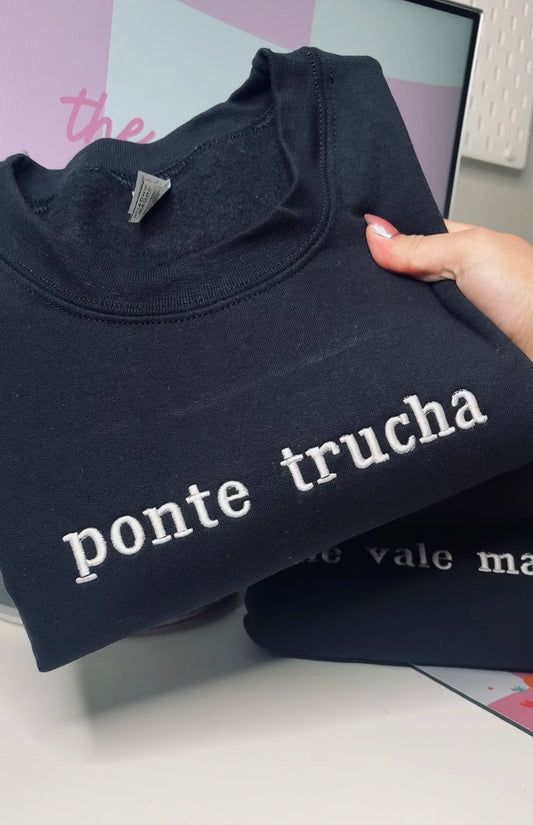 the
ponte trucha
vale